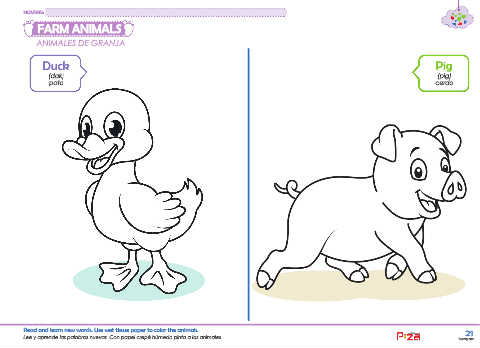 NOMBRE:
FARM ANIMALS
ANIMALES DE GRANJA
Duck
(dak)
pato
Pig
(pig)
cerdo
Read and learn new words. Use wet tissue paper to color the animals.
Lee y aprende las palabras nuevas. Con papel crepé húmedo pinta a los animales.
21